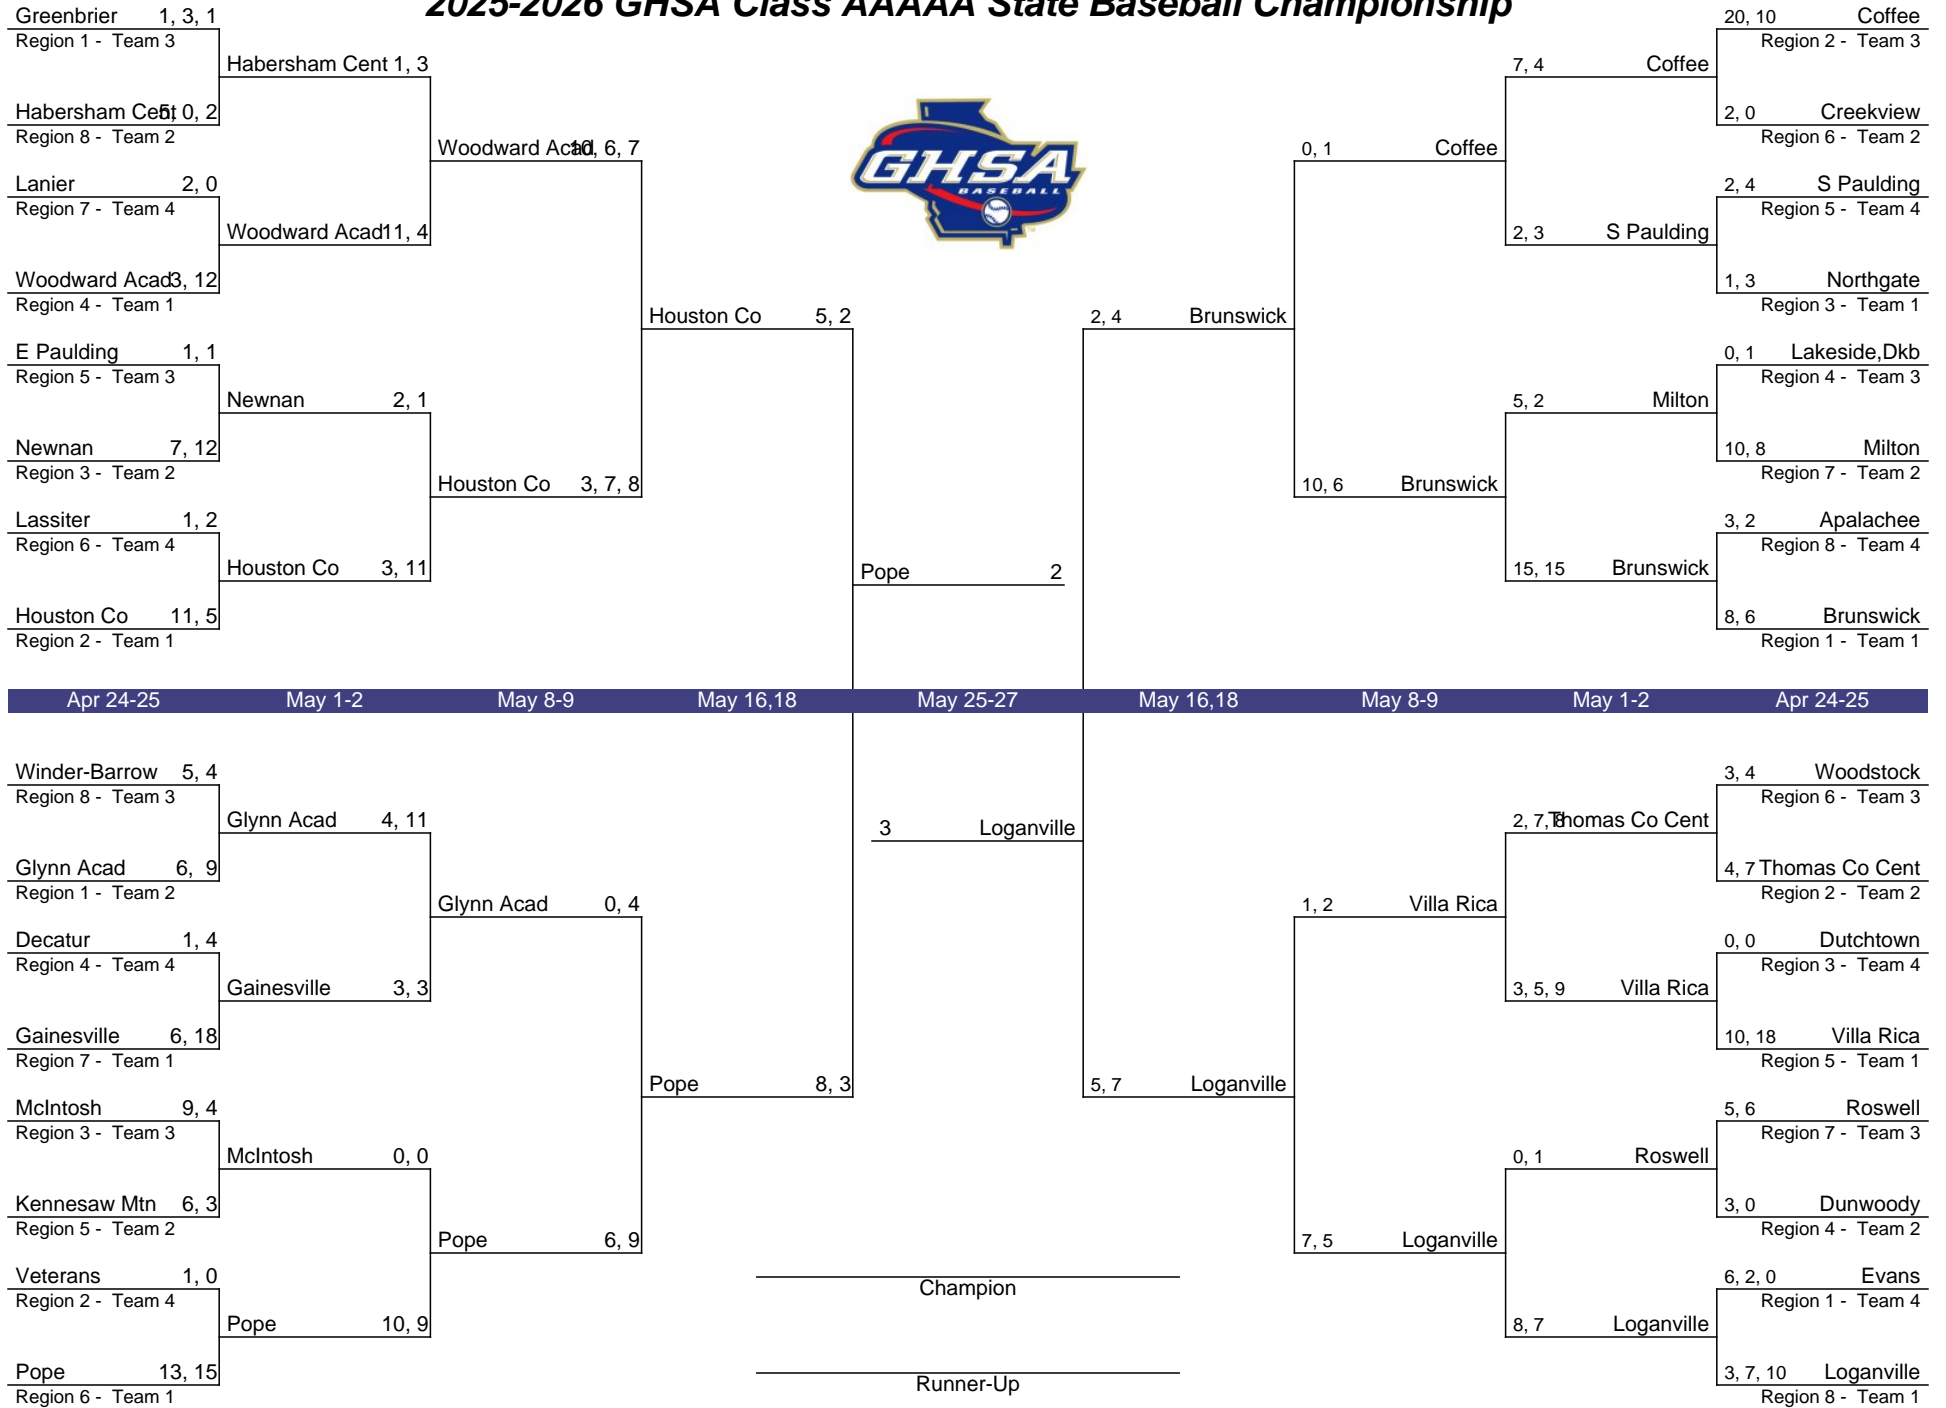 2025-2026 GHSA Class AAAAA State Baseball Championship
Greenbrier 1, 3, 1
Region 1 - Team 3
Habersham Cent 1, 3
Habersham Cent 5, 0, 2
Region 8 - Team 2
Woodward Acad 10, 6, 7
Lanier 2, 0
Region 7 - Team 4
Woodward Acad 11, 4
Woodward Acad 3, 12
Region 4 - Team 1
Houston Co 5, 2
E Paulding 1, 1
Region 5 - Team 3
Newnan 2, 1
Newnan 7, 12
Region 3 - Team 2
Houston Co 3, 7, 8
Lassiter 1, 2
Region 6 - Team 4
Houston Co 3, 11
Houston Co 11, 5
Region 2 - Team 1
Pope 2
GHSA
BASEBALL
20, 10 Coffee
Region 2 - Team 3
7, 4 Coffee
2, 0 Creekview
Region 6 - Team 2
0, 1 Coffee
2, 4 S Paulding
Region 5 - Team 4
2, 3 S Paulding
1, 3 Northgate
Region 3 - Team 1
2, 4 Brunswick
0, 1 Lakeside,Dkb
Region 4 - Team 3
5, 2 Milton
10, 8 Milton
Region 7 - Team 2
10, 6 Brunswick
3, 2 Apalachee
Region 8 - Team 4
15, 15 Brunswick
8, 6 Brunswick
Region 1 - Team 1
Apr 24-25 May 1-2 May 8-9 May 16,18 May 25-27 May 16,18 May 8-9 May 1-2 Apr 24-25
Winder-Barrow 5, 4
Region 8 - Team 3
Glynn Acad 4, 11
Glynn Acad 6, 9
Region 1 - Team 2
Glynn Acad 0, 4
Decatur 1, 4
Region 4 - Team 4
Gainesville 3, 3
Gainesville 6, 18
Region 7 - Team 1
Pope 8, 3
McIntosh 9, 4
Region 3 - Team 3
McIntosh 0, 0
Kennesaw Mtn 6, 3
Region 5 - Team 2
Pope 6, 9
Veterans 1, 0
Region 2 - Team 4
Pope 10, 9
Pope 13, 15
Region 6 - Team 1
3 Loganville
3, 4 Woodstock
Region 6 - Team 3
2, 7, 8 Thomas Co Cent
4, 7 Thomas Co Cent
Region 2 - Team 2
1, 2 Villa Rica
0, 0 Dutchtown
Region 3 - Team 4
3, 5, 9 Villa Rica
10, 18 Villa Rica
Region 5 - Team 1
5, 7 Loganville
5, 6 Roswell
Region 7 - Team 3
0, 1 Roswell
3, 0 Dunwoody
Region 4 - Team 2
7, 5 Loganville
6, 2, 0 Evans
Region 1 - Team 4
8, 7 Loganville
3, 7, 10 Loganville
Region 8 - Team 1
Champion
Runner-Up